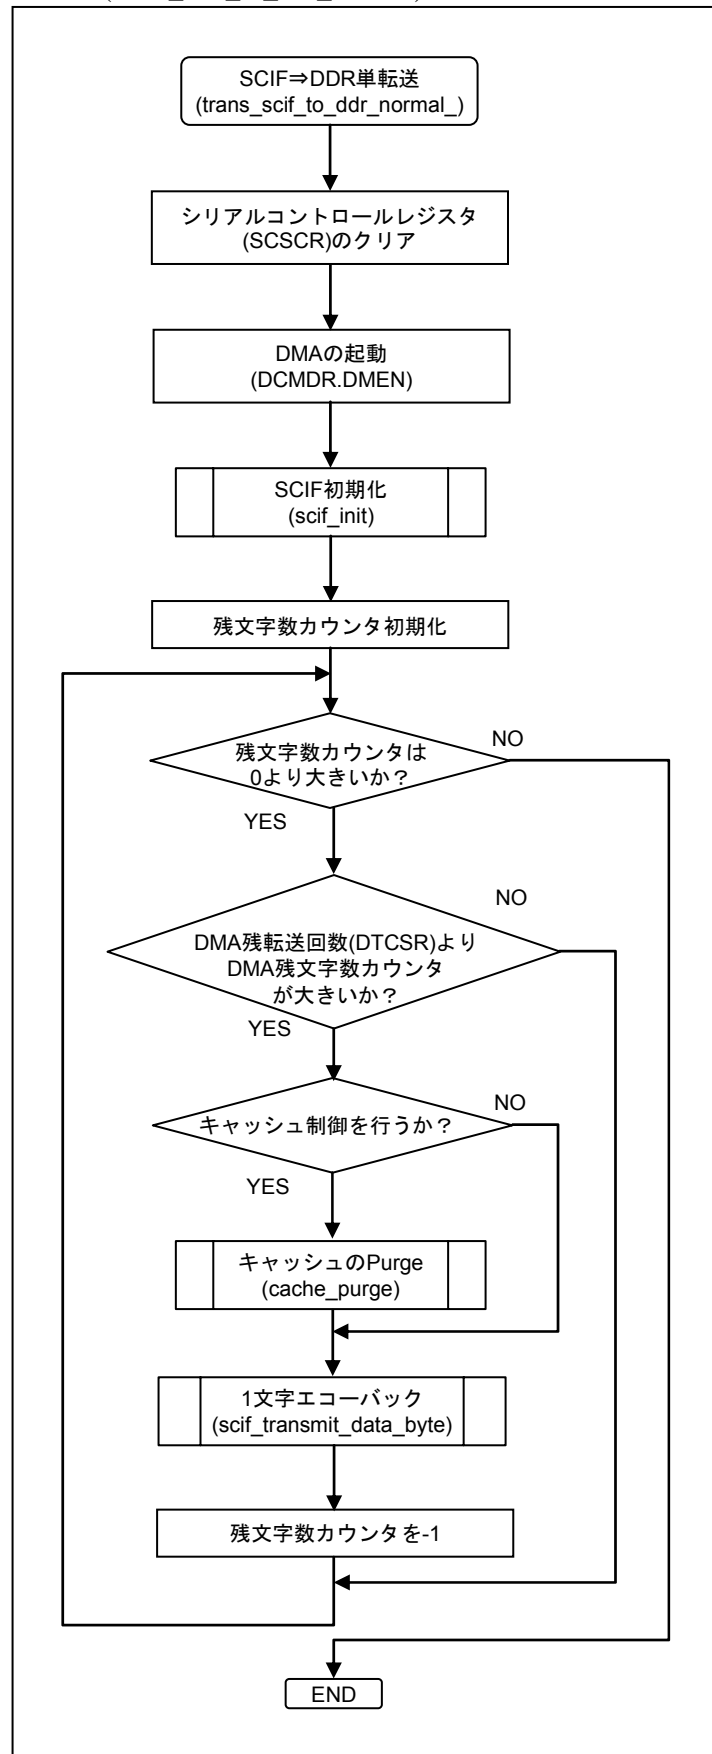 SCIF⇒DDR単転送
(trans_scif_to_ddr_normal_)
シリアルコントロールレジスタ
(SCSCR)のクリア
DMAの起動
(DCMDR.DMEN)
SCIF初期化
(scif_init)
残文字数カウンタ初期化
残文字数カウンタは
0より大きいか？
NO
YES
NO
DMA残転送回数(DTCSR)より
DMA残文字数カウンタ
が大きいか？
YES
NO
キャッシュ制御を行うか？
YES
キャッシュのPurge
(cache_purge)
1文字エコーバック
(scif_transmit_data_byte)
残文字数カウンタを-1
END